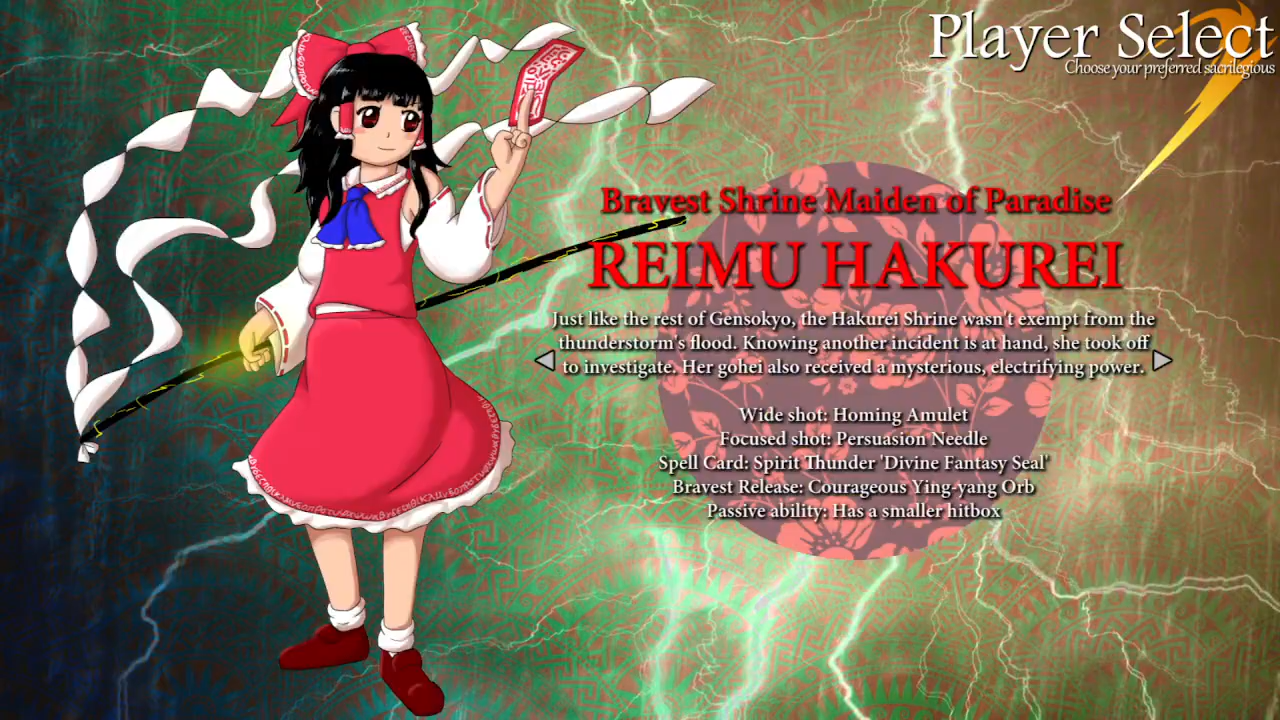 Player Select
Choose your preferred sacrilegious
Bravest Shrine Maiden of Paradise
REIMU HAKUREI
Just like the rest of Gensokyo, the Hakurei Shrine wasn't exempt from the
thunderstorm's flood. Knowing another incident is at hand, she took off
to investigate. Her gohei also received a mysterious, electrifying power.
Wide shot: Homing Amulet
Focused shot: Persuasion Needle
Spell Card: Spirit Thunder 'Divine Fantasy Seal'
Bravest Release: Courageous Ying-yang Orb
Passive ability: Has a smaller hitbox